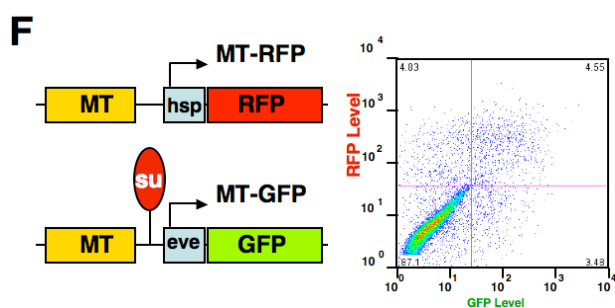 F
MT-RFP
MT hsp RFP
su
MT-GFP
MT eve GFP
RFP Level
10 4
10 3
10 2
10 1
10 0
4.83 4.55
87.1 3.48
10 0 10 1 10 2 10 3 10 4
GFP Level